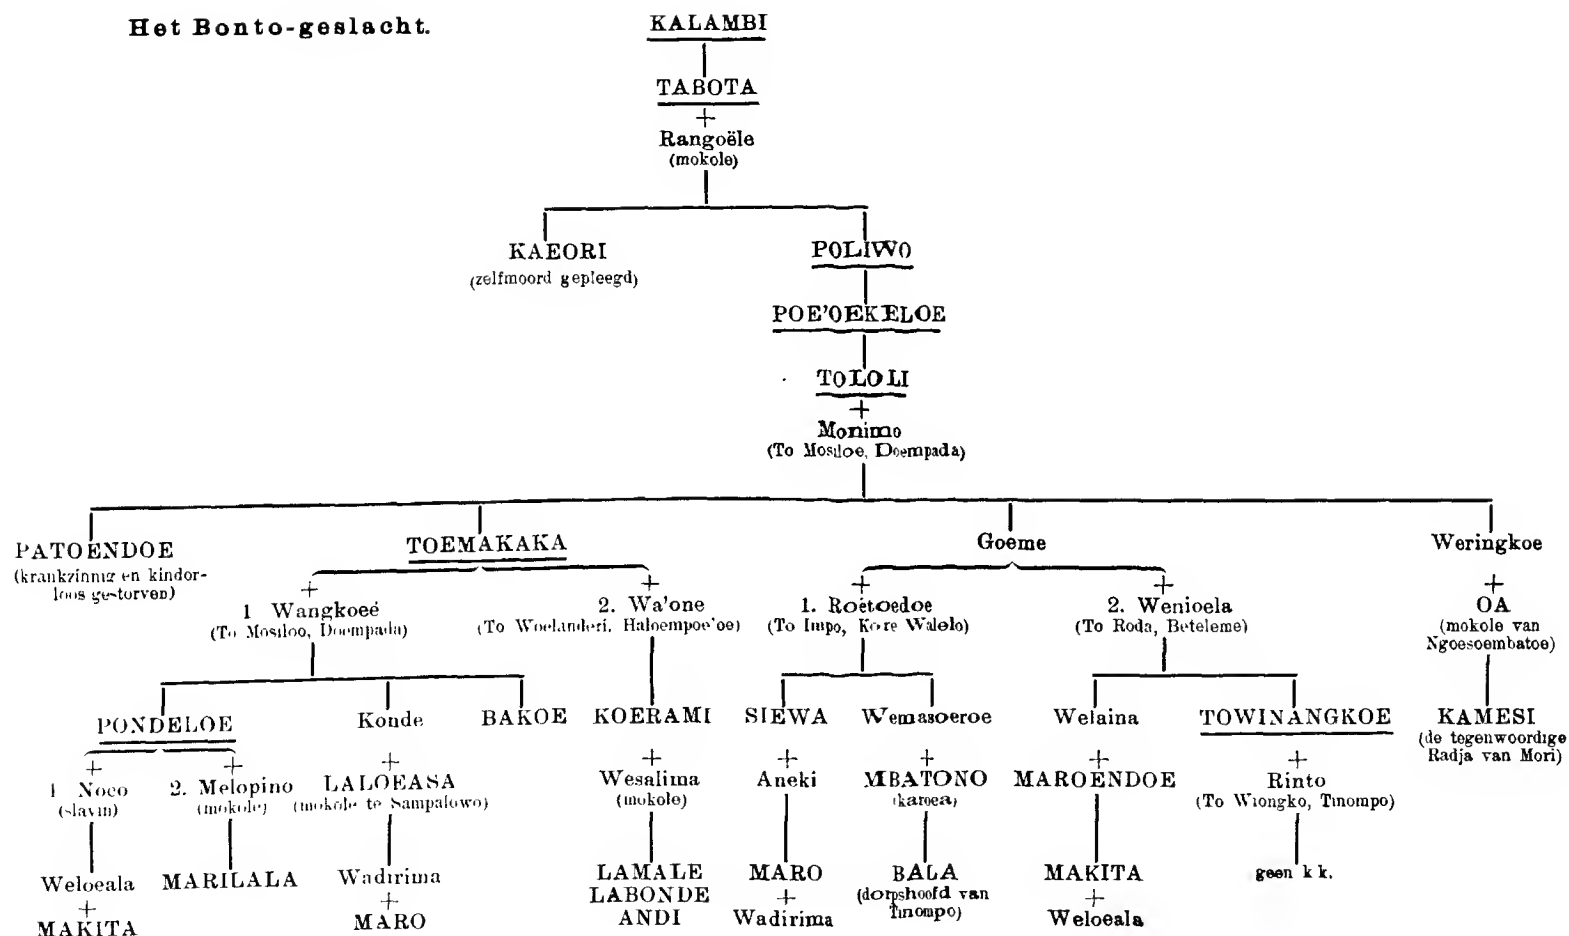 Het Bonto-geslacht.
KALAMBI
TABOTA
+
Rangoële
(mokole)
KAEORI
(zelfmoord gepleegd)
POLIWO
POE'OEKELOE
TOLOLI
+
Monimo
(To Mosiloe, Doempada)
PATOENDOE
(krankzinnig en kinder-
loos gestorven)
TOEMAKAKA
Goeme
Weringkoe
+
1 Wangkoeë
(To Mosiloo, Doempada)
+
2. Wa'one
(To Woelanderi, Haloempoe'oe)
+
1. Roetoedoe
(To Impo, Kore Walelo)
+
2. Wenioela
(To Roda, Beteleme)
+
OA
(mokole van
Ngoesoembatoe)
PONDELOE
Konde
BAKOE
KOERAMI
SIEWA
Wemasoeroe
Welaina
TOWINANGKOE
KAMESI
(de tegenwoordige
Radja van Mori)
+
1 Noeo
(slavin)
+
2. Melopino
(mokole)
+
LALOEASA
(mokole te Sampalowo)
+
Wesalima
(mokole)
+
Aneki
+
MBATONO
(karoea)
+
MAROENDOE
+
Rinto
(To Wiongko, Tinompo)
Weloeala
+
MAKITA
MARILALA
Wadirima
+
MARO
LAMALE
LABONDE
ANDI
MARO
+
Wadirima
BALA
(dorpshoofd van
Tinompo)
MAKITA
+
Weloeala
geen k k.